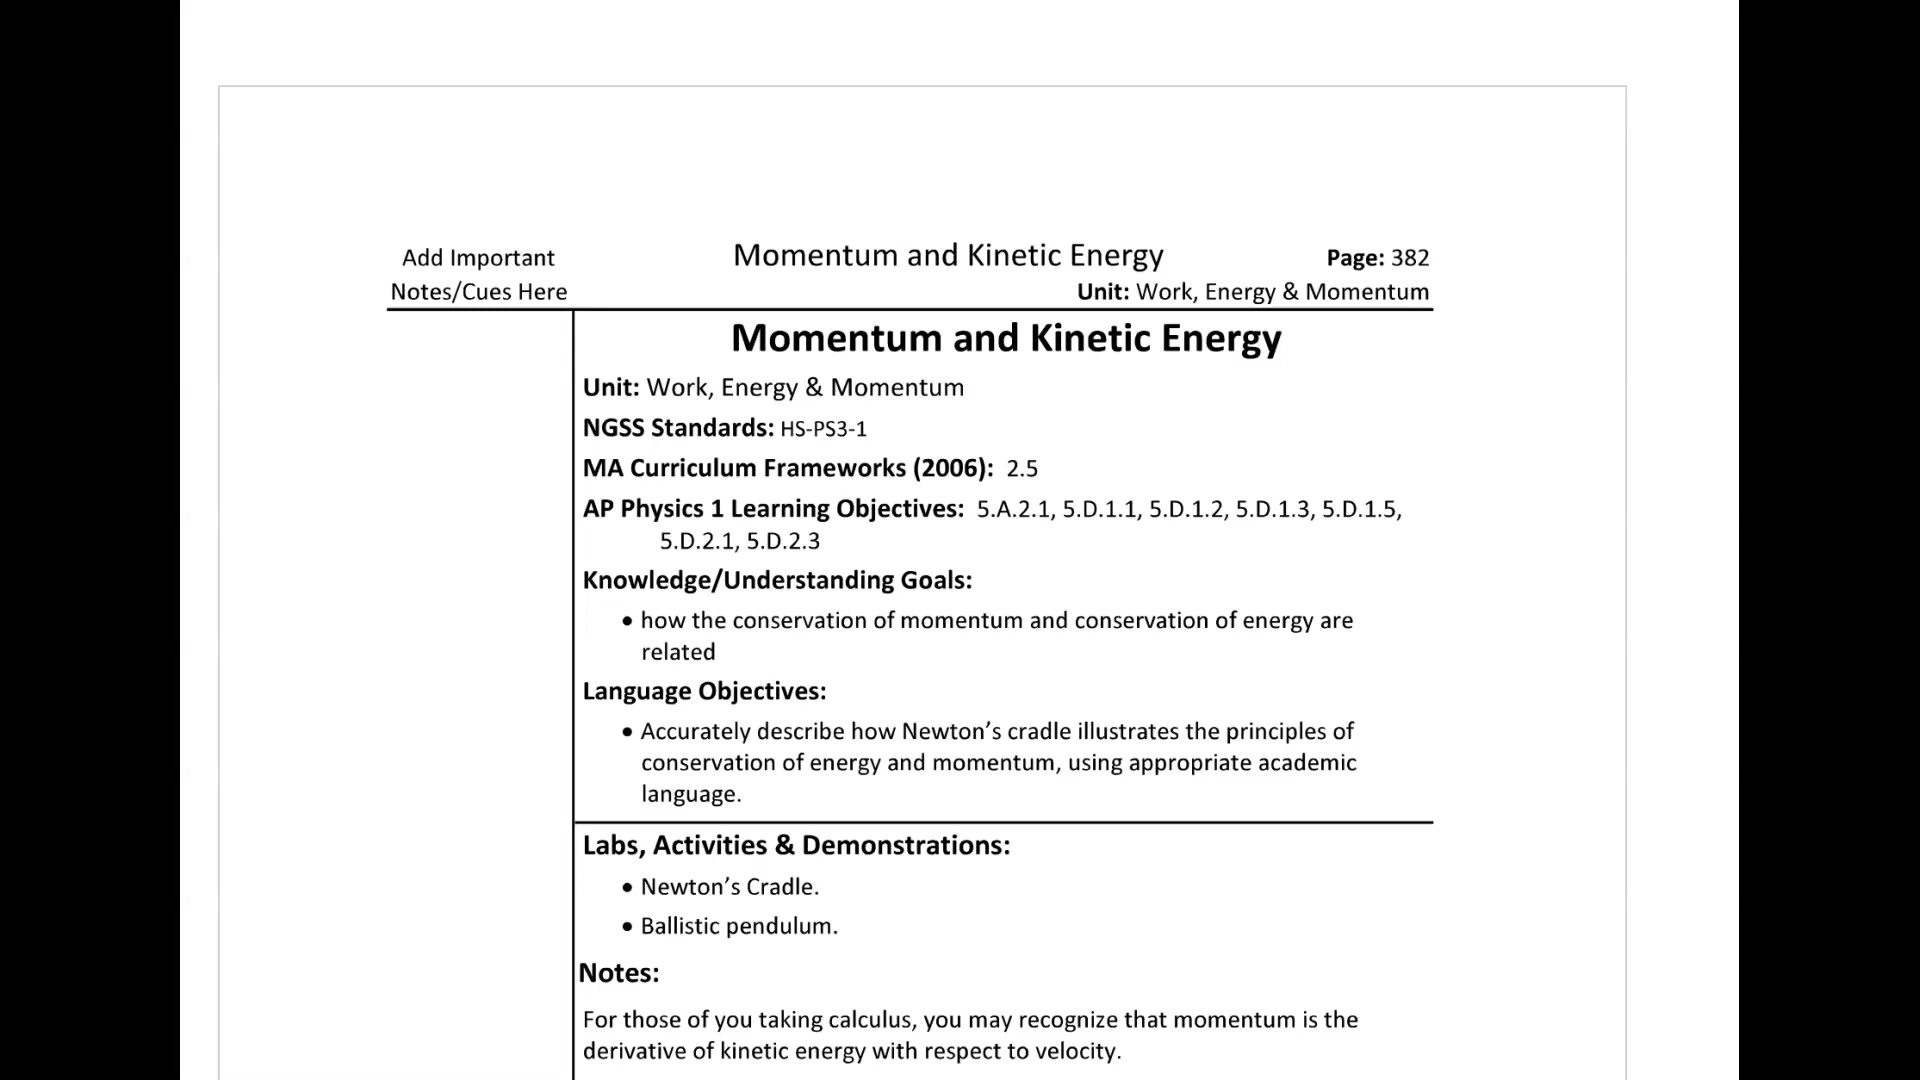 Add Important Momentum and Kinetic Energy Page: 382
Notes/Cues Here Unit: Work, Energy & Momentum
Momentum and Kinetic Energy
Unit: Work, Energy & Momentum
NGSS Standards: HS-PS3-1
MA Curriculum Frameworks (2006): 2.5
AP Physics 1 Learning Objectives: 5.A.2.1, 5.D.1.1, 5.D.1.2, 5.D.1.3, 5.D.1.5,
5.D.2.1, 5.D.2.3
Knowledge/Understanding Goals:
• how the conservation of momentum and conservation of energy are
related
Language Objectives:
• Accurately describe how Newton’s cradle illustrates the principles of
conservation of energy and momentum, using appropriate academic
language.
Labs, Activities & Demonstrations:
• Newton’s Cradle.
• Ballistic pendulum.
Notes:
For those of you taking calculus, you may recognize that momentum is the
derivative of kinetic energy with respect to velocity.